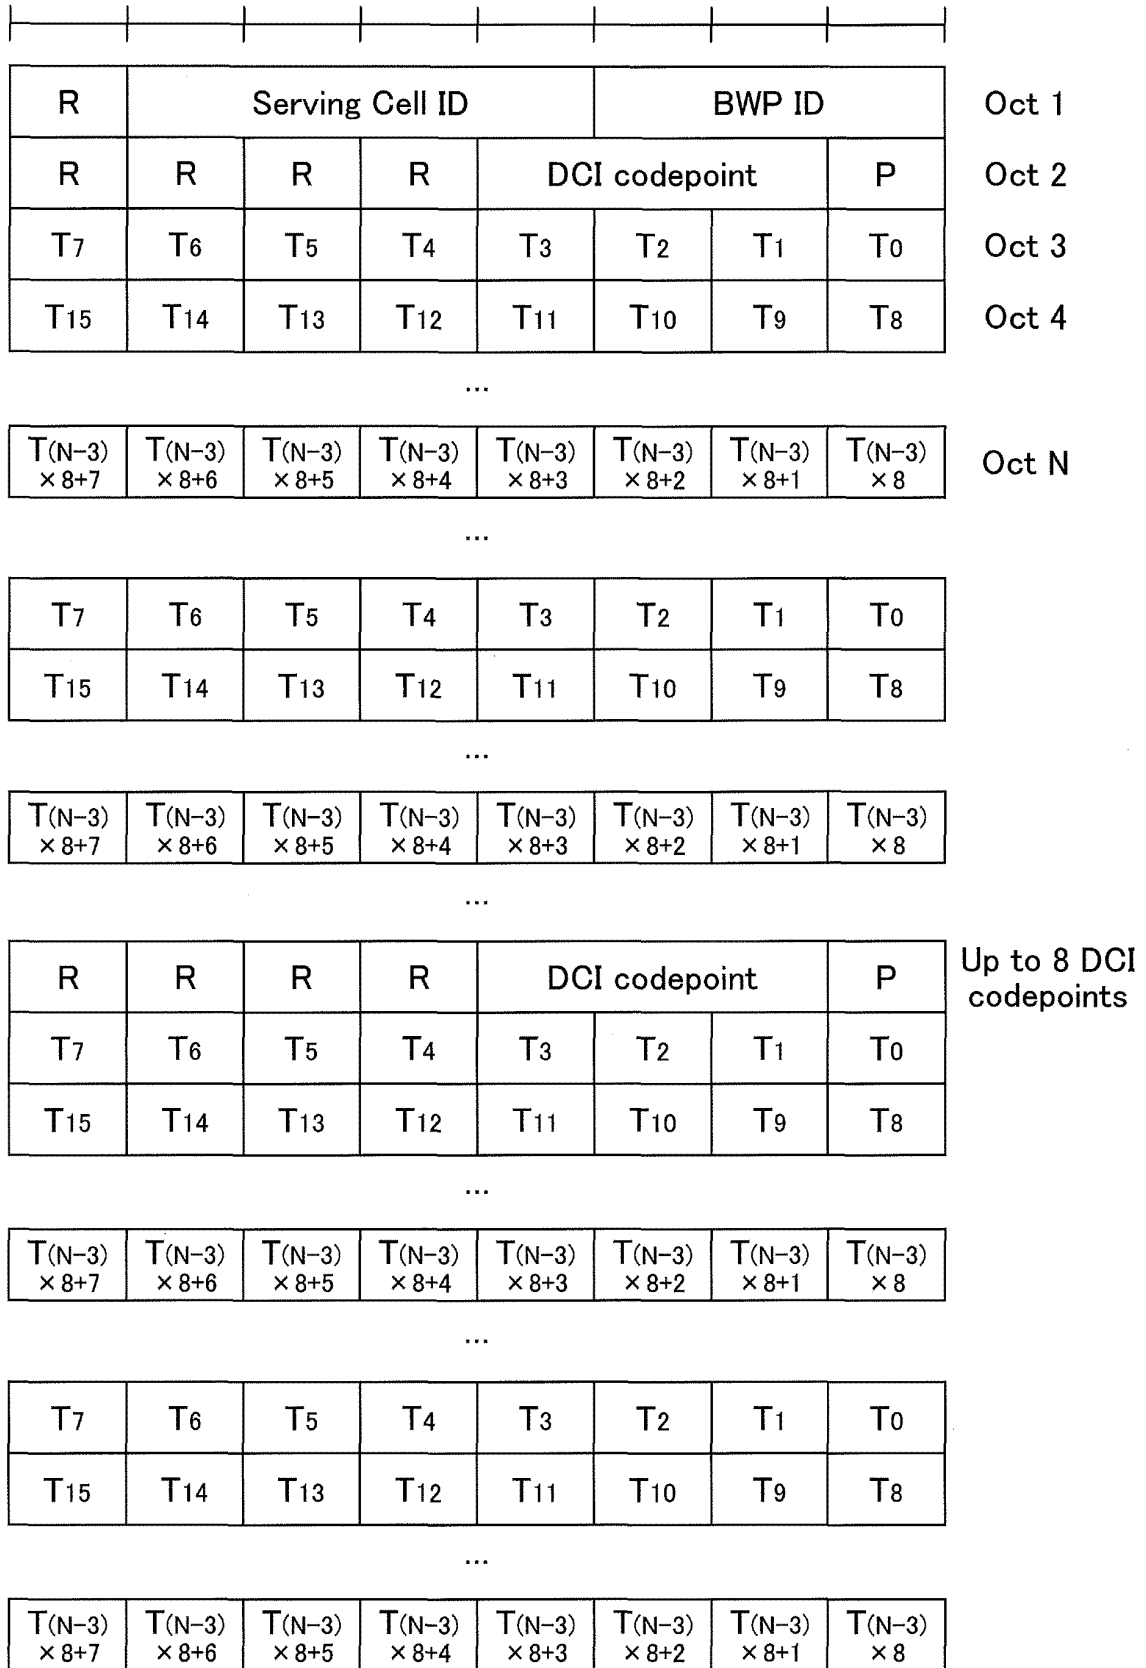 R Serving Cell ID BWP ID Oct 1
R R R R DCI codepoint P Oct 2
T7 T6 T5 T4 T3 T2 T1 T0 Oct 3
T15 T14 T13 T12 T11 T10 T9 T8 Oct 4
...
T(N-3) T(N-3) T(N-3) T(N-3) T(N-3) T(N-3) T(N-3) T(N-3) Oct N
×8+7 ×8+6 ×8+5 ×8+4 ×8+3 ×8+2 ×8+1 ×8
...
T7 T6 T5 T4 T3 T2 T1 T0
T15 T14 T13 T12 T11 T10 T9 T8
...
T(N-3) T(N-3) T(N-3) T(N-3) T(N-3) T(N-3) T(N-3) T(N-3)
×8+7 ×8+6 ×8+5 ×8+4 ×8+3 ×8+2 ×8+1 ×8
...
R R R R DCI codepoint P Up to 8 DCI
codepoints
T7 T6 T5 T4 T3 T2 T1 T0
T15 T14 T13 T12 T11 T10 T9 T8
...
T(N-3) T(N-3) T(N-3) T(N-3) T(N-3) T(N-3) T(N-3) T(N-3)
×8+7 ×8+6 ×8+5 ×8+4 ×8+3 ×8+2 ×8+1 ×8
...
T7 T6 T5 T4 T3 T2 T1 T0
T15 T14 T13 T12 T11 T10 T9 T8
...
T(N-3) T(N-3) T(N-3) T(N-3) T(N-3) T(N-3) T(N-3) T(N-3)
×8+7 ×8+6 ×8+5 ×8+4 ×8+3 ×8+2 ×8+1 ×8